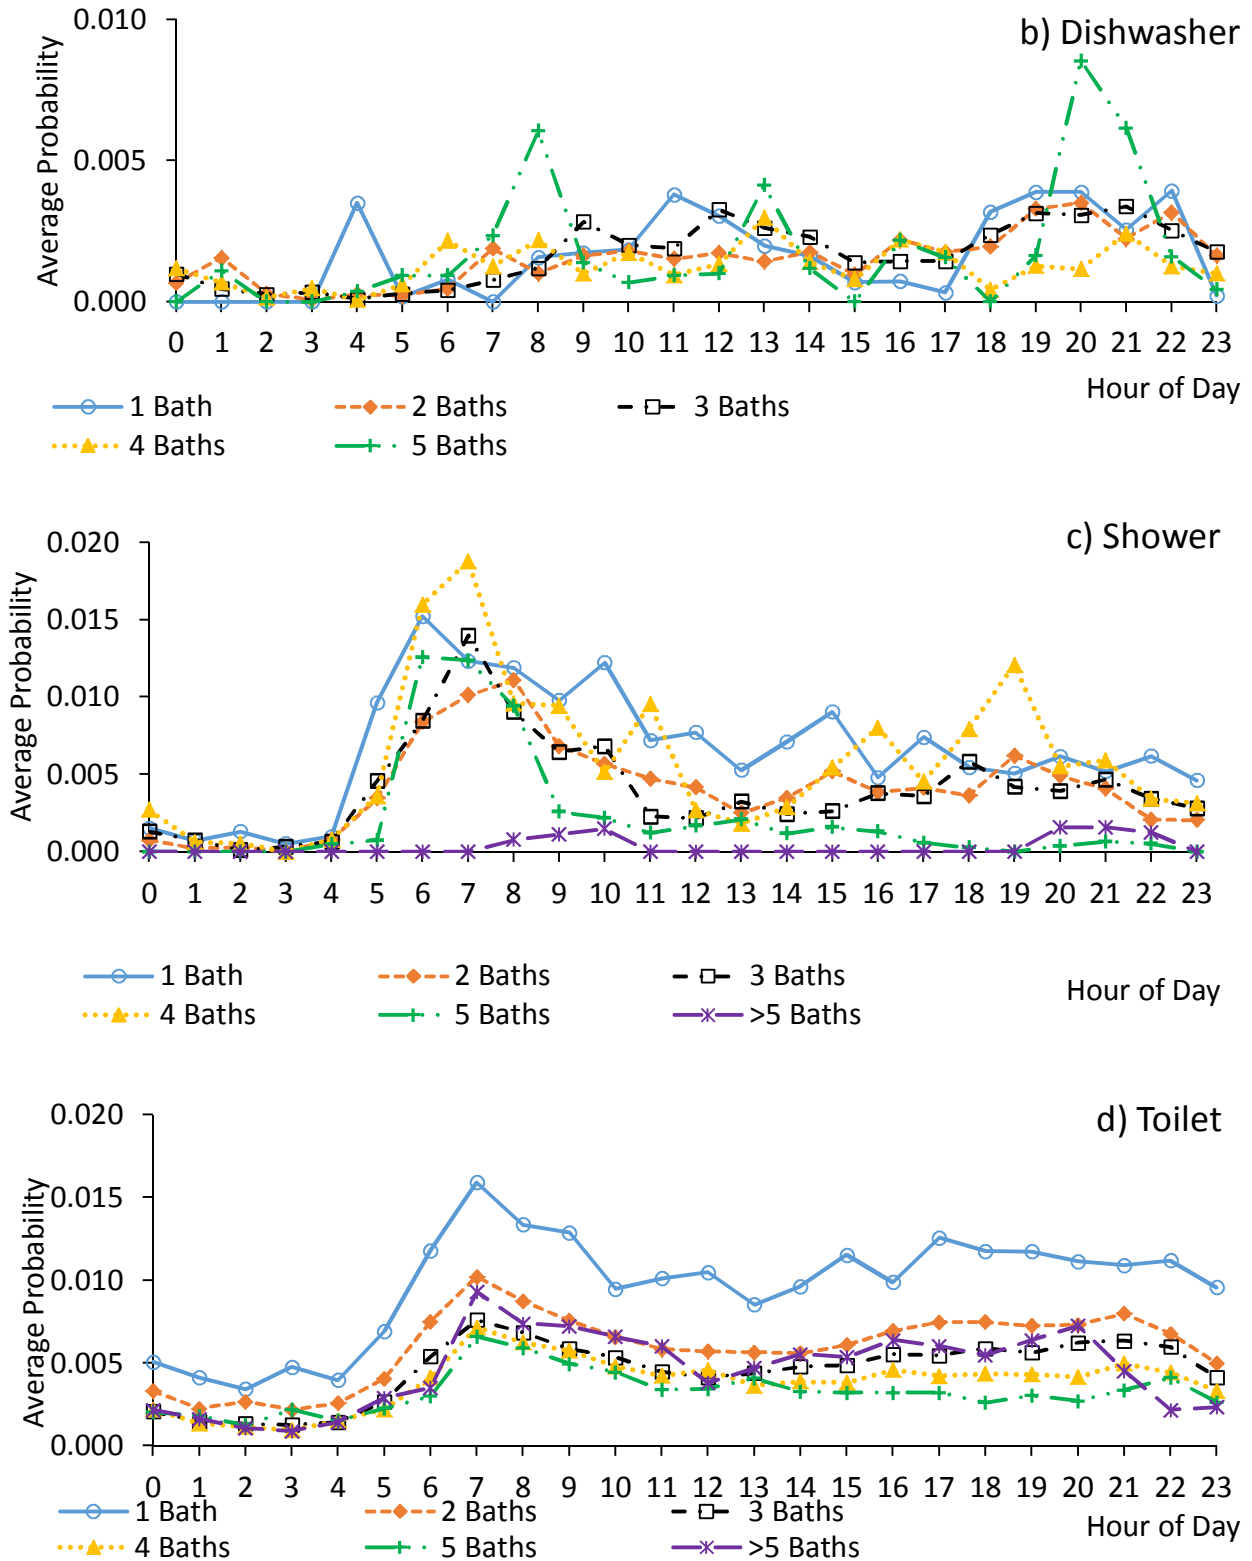 b) Dishwasher
Average Probability
0.010
0.005
0.000
0 1 2 3 4 5 6 7 8 9 10 11 12 13 14 15 16 17 18 19 20 21 22 23
Hour of Day
1 Bath 2 Baths 3 Baths
4 Baths 5 Baths
c) Shower
Average Probability
0.020
0.015
0.010
0.005
0.000
0 1 2 3 4 5 6 7 8 9 10 11 12 13 14 15 16 17 18 19 20 21 22 23
1 Bath 2 Baths 3 Baths
Hour of Day
4 Baths 5 Baths >5 Baths
d) Toilet
Average Probability
0.020
0.015
0.010
0.005
0.000
0 1 2 3 4 5 6 7 8 9 10 11 12 13 14 15 16 17 18 19 20 21 22 23
1 Bath 2 Baths 3 Baths
Hour of Day
4 Baths 5 Baths >5 Baths